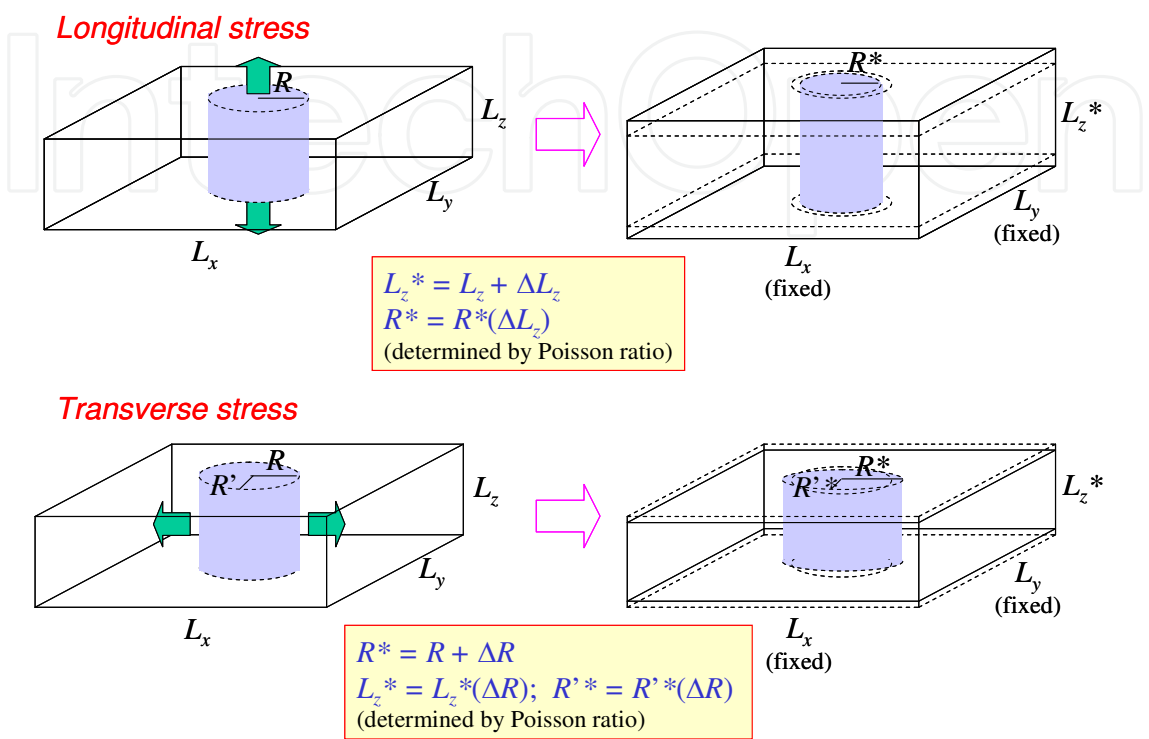 Longitudinal stress
IntechOpen
R
L_z
L_y
L_x
R*
L_z*
L_y
(fixed)
L_x
(fixed)
L_z* = L_z + ΔL_z
R* = R*(ΔL_z)
(determined by Poisson ratio)
Transverse stress
R
R’
L_z
L_y
L_x
R*
R’*
L_z*
L_y
(fixed)
L_x
(fixed)
R* = R + ΔR
L_z* = L_z*(ΔR); R’* = R’*(ΔR)
(determined by Poisson ratio)